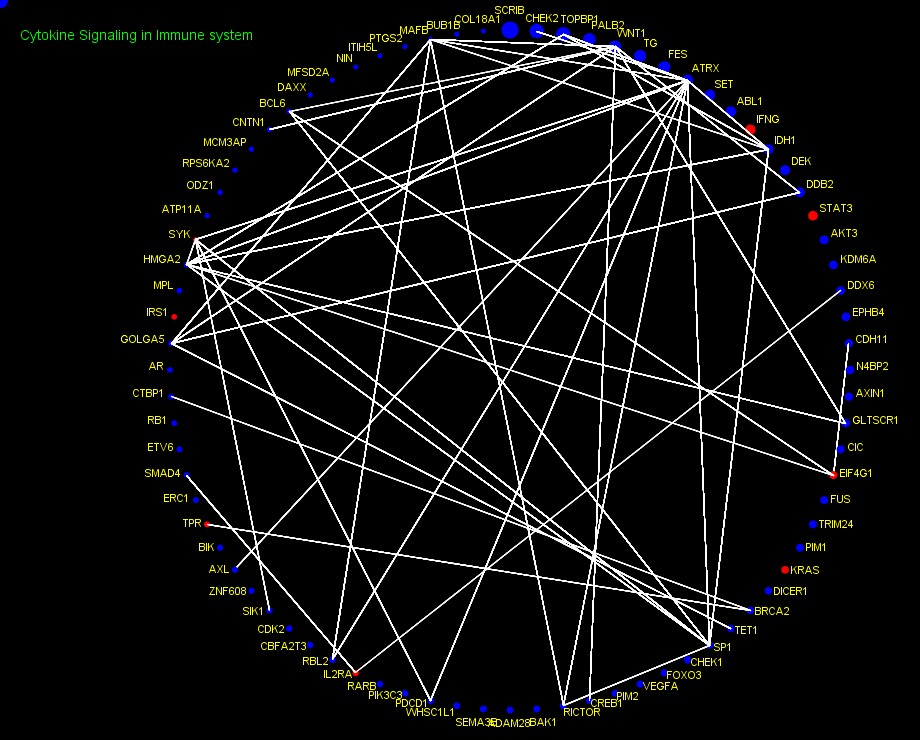 Cytokine Signaling in Immune system
SCRIB
CHEK2
TOPBP1
PALB2
WNT1
TG
FES
ATRX
SET
ABL1
IFNG
IDH1
DEK
DDB2
STAT3
AKT3
KDM6A
DDX6
EPHB4
CDH11
N4BP2
AXIN1
GLTSCR1
CIC
EIF4G1
FUS
TRIM24
PIM1
KRAS
DICER1
BRCA2
TET1
SP1
CHEK1
FOXO3
VEGFA
PIM2
CREB1
RICTOR
BAK1
ADAM28
SEMA3E
WHSC1L1
PDCD1
PIK3C3
RARB
IL2RA
RBL2
CBFA2T3
CDK2
SIK1
ZNF608
AXL
BIK
TPR
ERC1
SMAD4
ETV6
RB1
CTBP1
AR
GOLGA5
IRS1
MPL
HMGA2
SYK
ATP11A
ODZ1
RPS6KA2
MCM3AP
CNTN1
BCL6
DAXX
MFSD2A
NIN
ITIH5L
PTGS2
MAFB
BUB1B
COL18A1